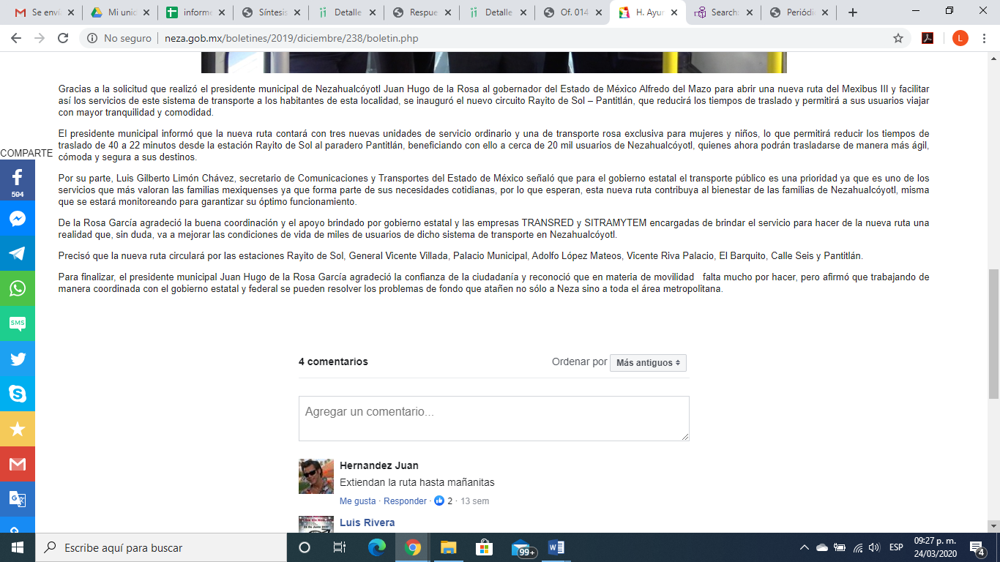 Se envi
Mi unid
informe
Síntesis
Detalle
Respue
Detalle
Of. 014
H. Ayur
Search:
Periódi
No seguro
neza.gob.mx/boletines/2019/diciembre/238/boletin.php
L
Gracias a la solicitud que realizó el presidente municipal de Nezahualcóyotl Juan Hugo de la Rosa al gobernador del Estado de México Alfredo del Mazo para abrir una nueva ruta del Mexibus III y facilitar
así los servicios de este sistema de transporte a los habitantes de esta localidad, se inauguró el nuevo circuito Rayito de Sol – Pantitlán, que reducirá los tiempos de traslado y permitirá a sus usuarios viajar
con mayor tranquilidad y comodidad.
El presidente municipal informó que la nueva ruta contará con tres nuevas unidades de servicio ordinario y una de transporte rosa exclusiva para mujeres y niños, lo que permitirá reducir los tiempos de
traslado de 40 a 22 minutos desde la estación Rayito de Sol al paradero Pantitlán, beneficiando con ello a cerca de 20 mil usuarios de Nezahualcóyotl, quienes ahora podrán trasladarse de manera más ágil,
cómoda y segura a sus destinos.
Por su parte, Luis Gilberto Limón Chávez, secretario de Comunicaciones y Transportes del Estado de México señaló que para el gobierno estatal el transporte público es una prioridad ya que es uno de los
servicios que más valoran las familias mexiquenses ya que forma parte de sus necesidades cotidianas, por lo que esperan, esta nueva ruta contribuya al bienestar de las familias de Nezahualcóyotl, misma
que se estará monitoreando para garantizar su óptimo funcionamiento.
De la Rosa García agradeció la buena coordinación y el apoyo brindado por gobierno estatal y las empresas TRANSRED y SITRAMYTEM encargadas de brindar el servicio para hacer de la nueva ruta una
realidad que, sin duda, va a mejorar las condiciones de vida de miles de usuarios de dicho sistema de transporte en Nezahualcóyotl.
Precisó que la nueva ruta circulará por las estaciones Rayito de Sol, General Vicente Villada, Palacio Municipal, Adolfo López Mateos, Vicente Riva Palacio, El Barquito, Calle Seis y Pantitlán.
Para finalizar, el presidente municipal Juan Hugo de la Rosa García agradeció la confianza de la ciudadanía y reconoció que en materia de movilidad falta mucho por hacer, pero afirmó que trabajando de
manera coordinada con el gobierno estatal y federal se pueden resolver los problemas de fondo que atañen no sólo a Neza sino a toda el área metropolitana.
COMPARTE
594
SMS
4 comentarios
Ordenar por
Más antiguos
Agregar un comentario...
Hernandez Juan
Extiendan la ruta hasta mañanitas
Me gusta · Responder · 2 · 13 sem
Luis Rivera
Escribe aquí para buscar
99+
ESP
09:27 p. m.
24/03/2020
4